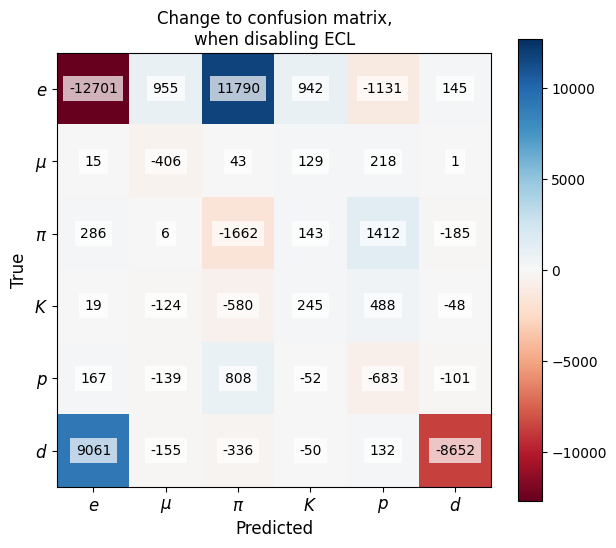 Change to confusion matrix,
when disabling ECL
e -12701 955 11790 942 -1131 145
μ 15 -406 43 129 218 1
π 286 6 -1662 143 1412 -185
K 19 -124 -580 245 488 -48
p 167 -139 808 -52 -683 -101
d 9061 -155 -336 -50 132 -8652
e μ π K p d
Predicted
True
10000
5000
0
−5000
−10000